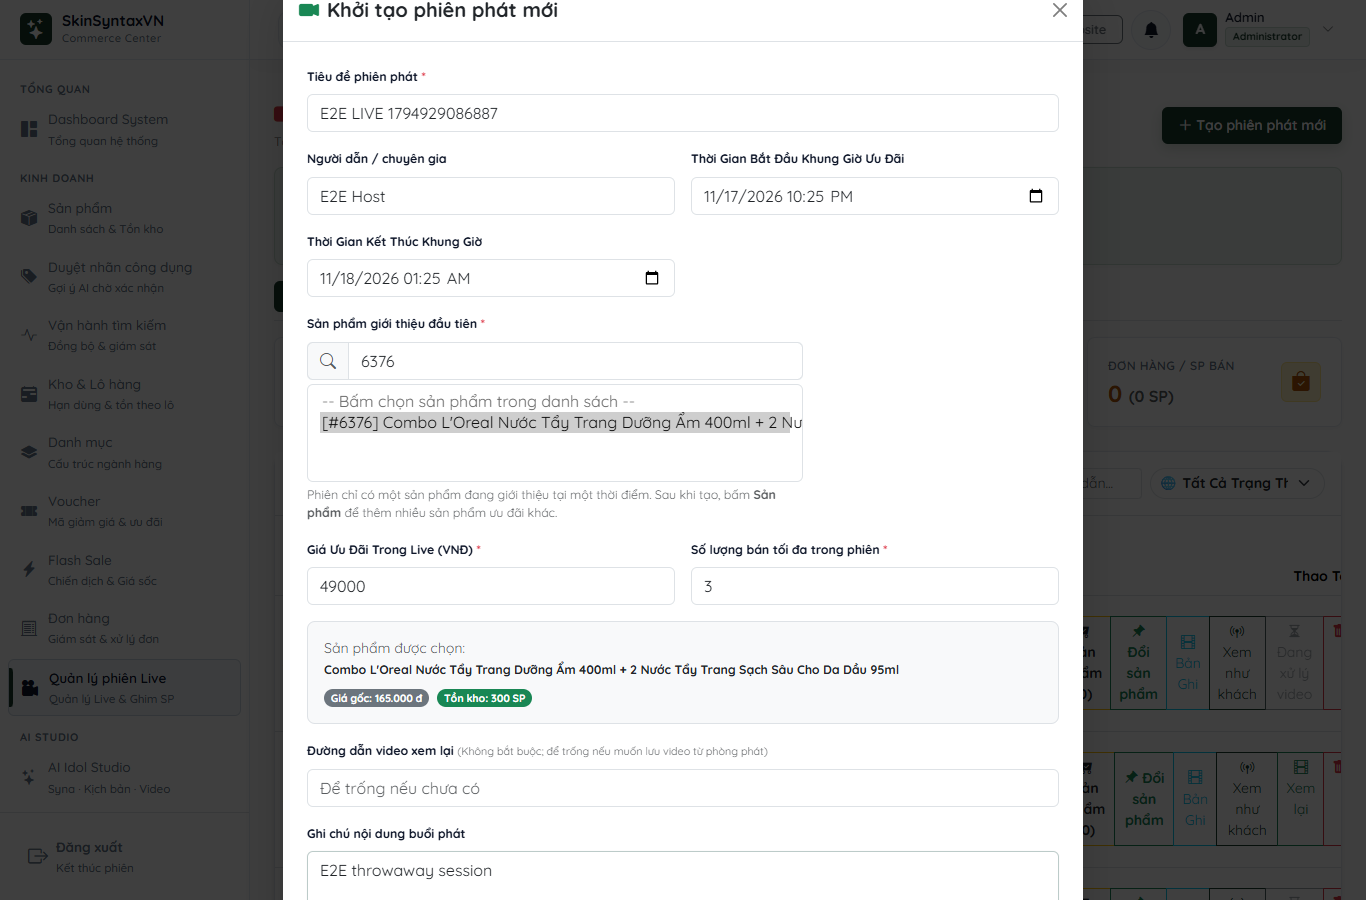 SkinSyntaxVN
Commerce Center
TỔNG QUAN
Dashboard System
Tổng quan hệ thống
KINH DOANH
Sản phẩm
Danh sách & Tồn kho
Duyệt nhãn công dụng
Gợi ý AI chờ xác nhận
Vận hành tìm kiếm
Đồng bộ & giám sát
Kho & Lô hàng
Hạn dùng & tồn theo lô
Danh mục
Cấu trúc ngành hàng
Voucher
Mã giảm giá & ưu đãi
Flash Sale
Chiến dịch & Giá sốc
Đơn hàng
Giám sát & xử lý đơn
Quản lý phiên Live
Quản lý Live & Ghim SP
AI STUDIO
AI Idol Studio
Syna · Kịch bản · Video
Đăng xuất
Kết thúc phiên
Khởi tạo phiên phát mới
Tiêu đề phiên phát *
E2E LIVE 1794929086887
Người dẫn / chuyên gia
Thời Gian Bắt Đầu Khung Giờ Ưu Đãi
E2E Host
11/17/2026 10:25 PM
Thời Gian Kết Thúc Khung Giờ
11/18/2026 01:25 AM
Sản phẩm giới thiệu đầu tiên *
6376
-- Bấm chọn sản phẩm trong danh sách --
[#6376] Combo L'Oreal Nước Tẩy Trang Dưỡng Ẩm 400ml + 2 Nư
Phiên chỉ có một sản phẩm đang giới thiệu tại một thời điểm. Sau khi tạo, bấm Sản
phẩm để thêm nhiều sản phẩm ưu đãi khác.
Giá Ưu Đãi Trong Live (VNĐ) *
Số lượng bán tối đa trong phiên *
49000
3
Sản phẩm được chọn:
Combo L'Oreal Nước Tẩy Trang Dưỡng Ẩm 400ml + 2 Nước Tẩy Trang Sạch Sâu Cho Da Dầu 95ml
Giá gốc: 165.000 đ
Tồn kho: 300 SP
Đường dẫn video xem lại (Không bắt buộc; để trống nếu muốn lưu video từ phòng phát)
Để trống nếu chưa có
Ghi chú nội dung buổi phát
E2E throwaway session
A
Admin
Administrator
+ Tạo phiên phát mới
ĐƠN HÀNG / SP BÁN
0 (0 SP)
dẫn...
Tất Cả Trạng Th
Thao T
Đổi
sản
phẩm
Bản
Ghi
Xem
như
khách
Đang
xử lý
video
Đổi
sản
phẩm
Bản
Ghi
Xem
như
khách
Xem
lại